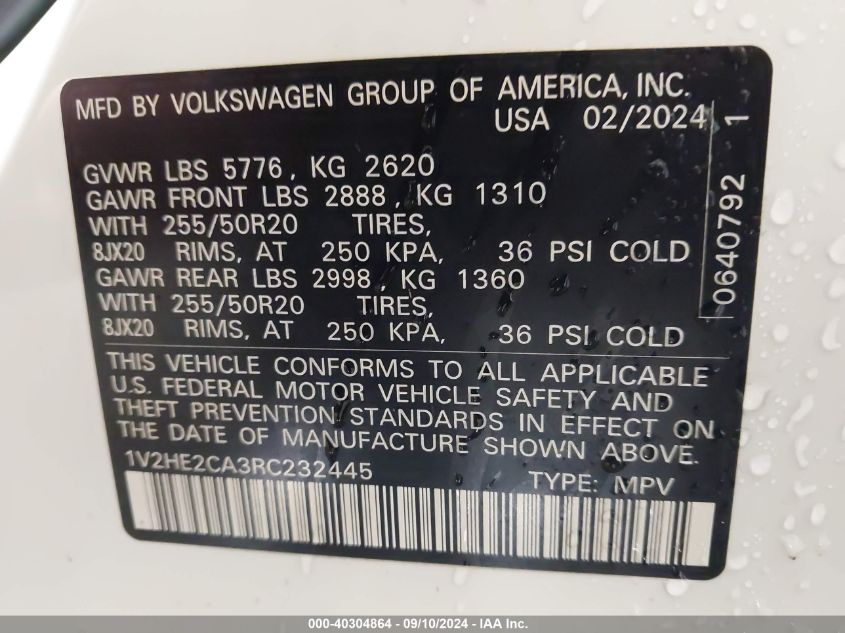 MFD BY VOLKSWAGEN GROUP OF AMERICA, INC.
USA 02/2024
GVWR LBS 5776, KG 2620
GAWR FRONT LBS 2888, KG 1310
WITH 255/50R20 TIRES,
8JX20 RIMS, AT 250 KPA, 36 PSI COLD
GAWR REAR LBS 2998, KG 1360
WITH 255/50R20 TIRES,
8JX20 RIMS, AT 250 KPA, 36 PSI COLD
0640792 1
THIS VEHICLE CONFORMS TO ALL APPLICABLE
U.S. FEDERAL MOTOR VEHICLE SAFETY AND
THEFT PREVENTION STANDARDS IN EFFECT ON
THE DATE OF MANUFACTURE SHOWN ABOVE.
1V2HE2CA3RC232445 TYPE: MPV
000-40304864 - 09/10/2024 - IAA Inc.